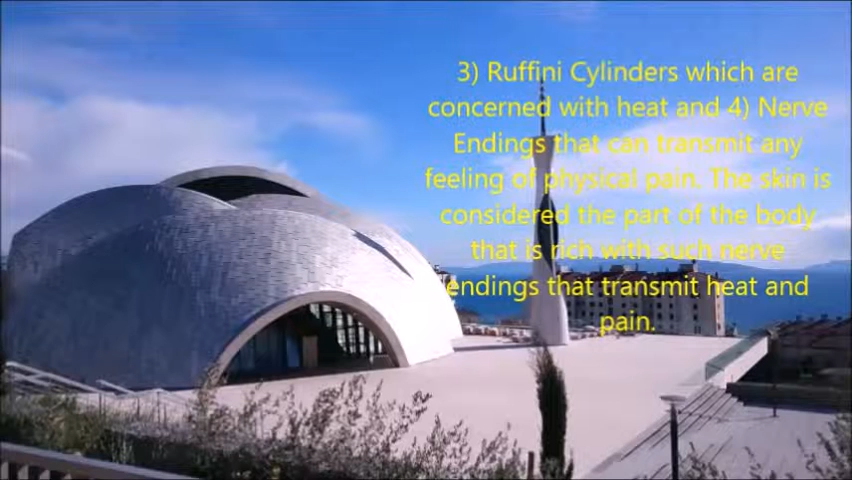 3) Ruffini Cylinders which are
concerned with heat and 4) Nerve
Endings that can transmit any
feeling of physical pain. The skin is
considered the part of the body
that is rich with such nerve
endings that transmit heat and
pain.